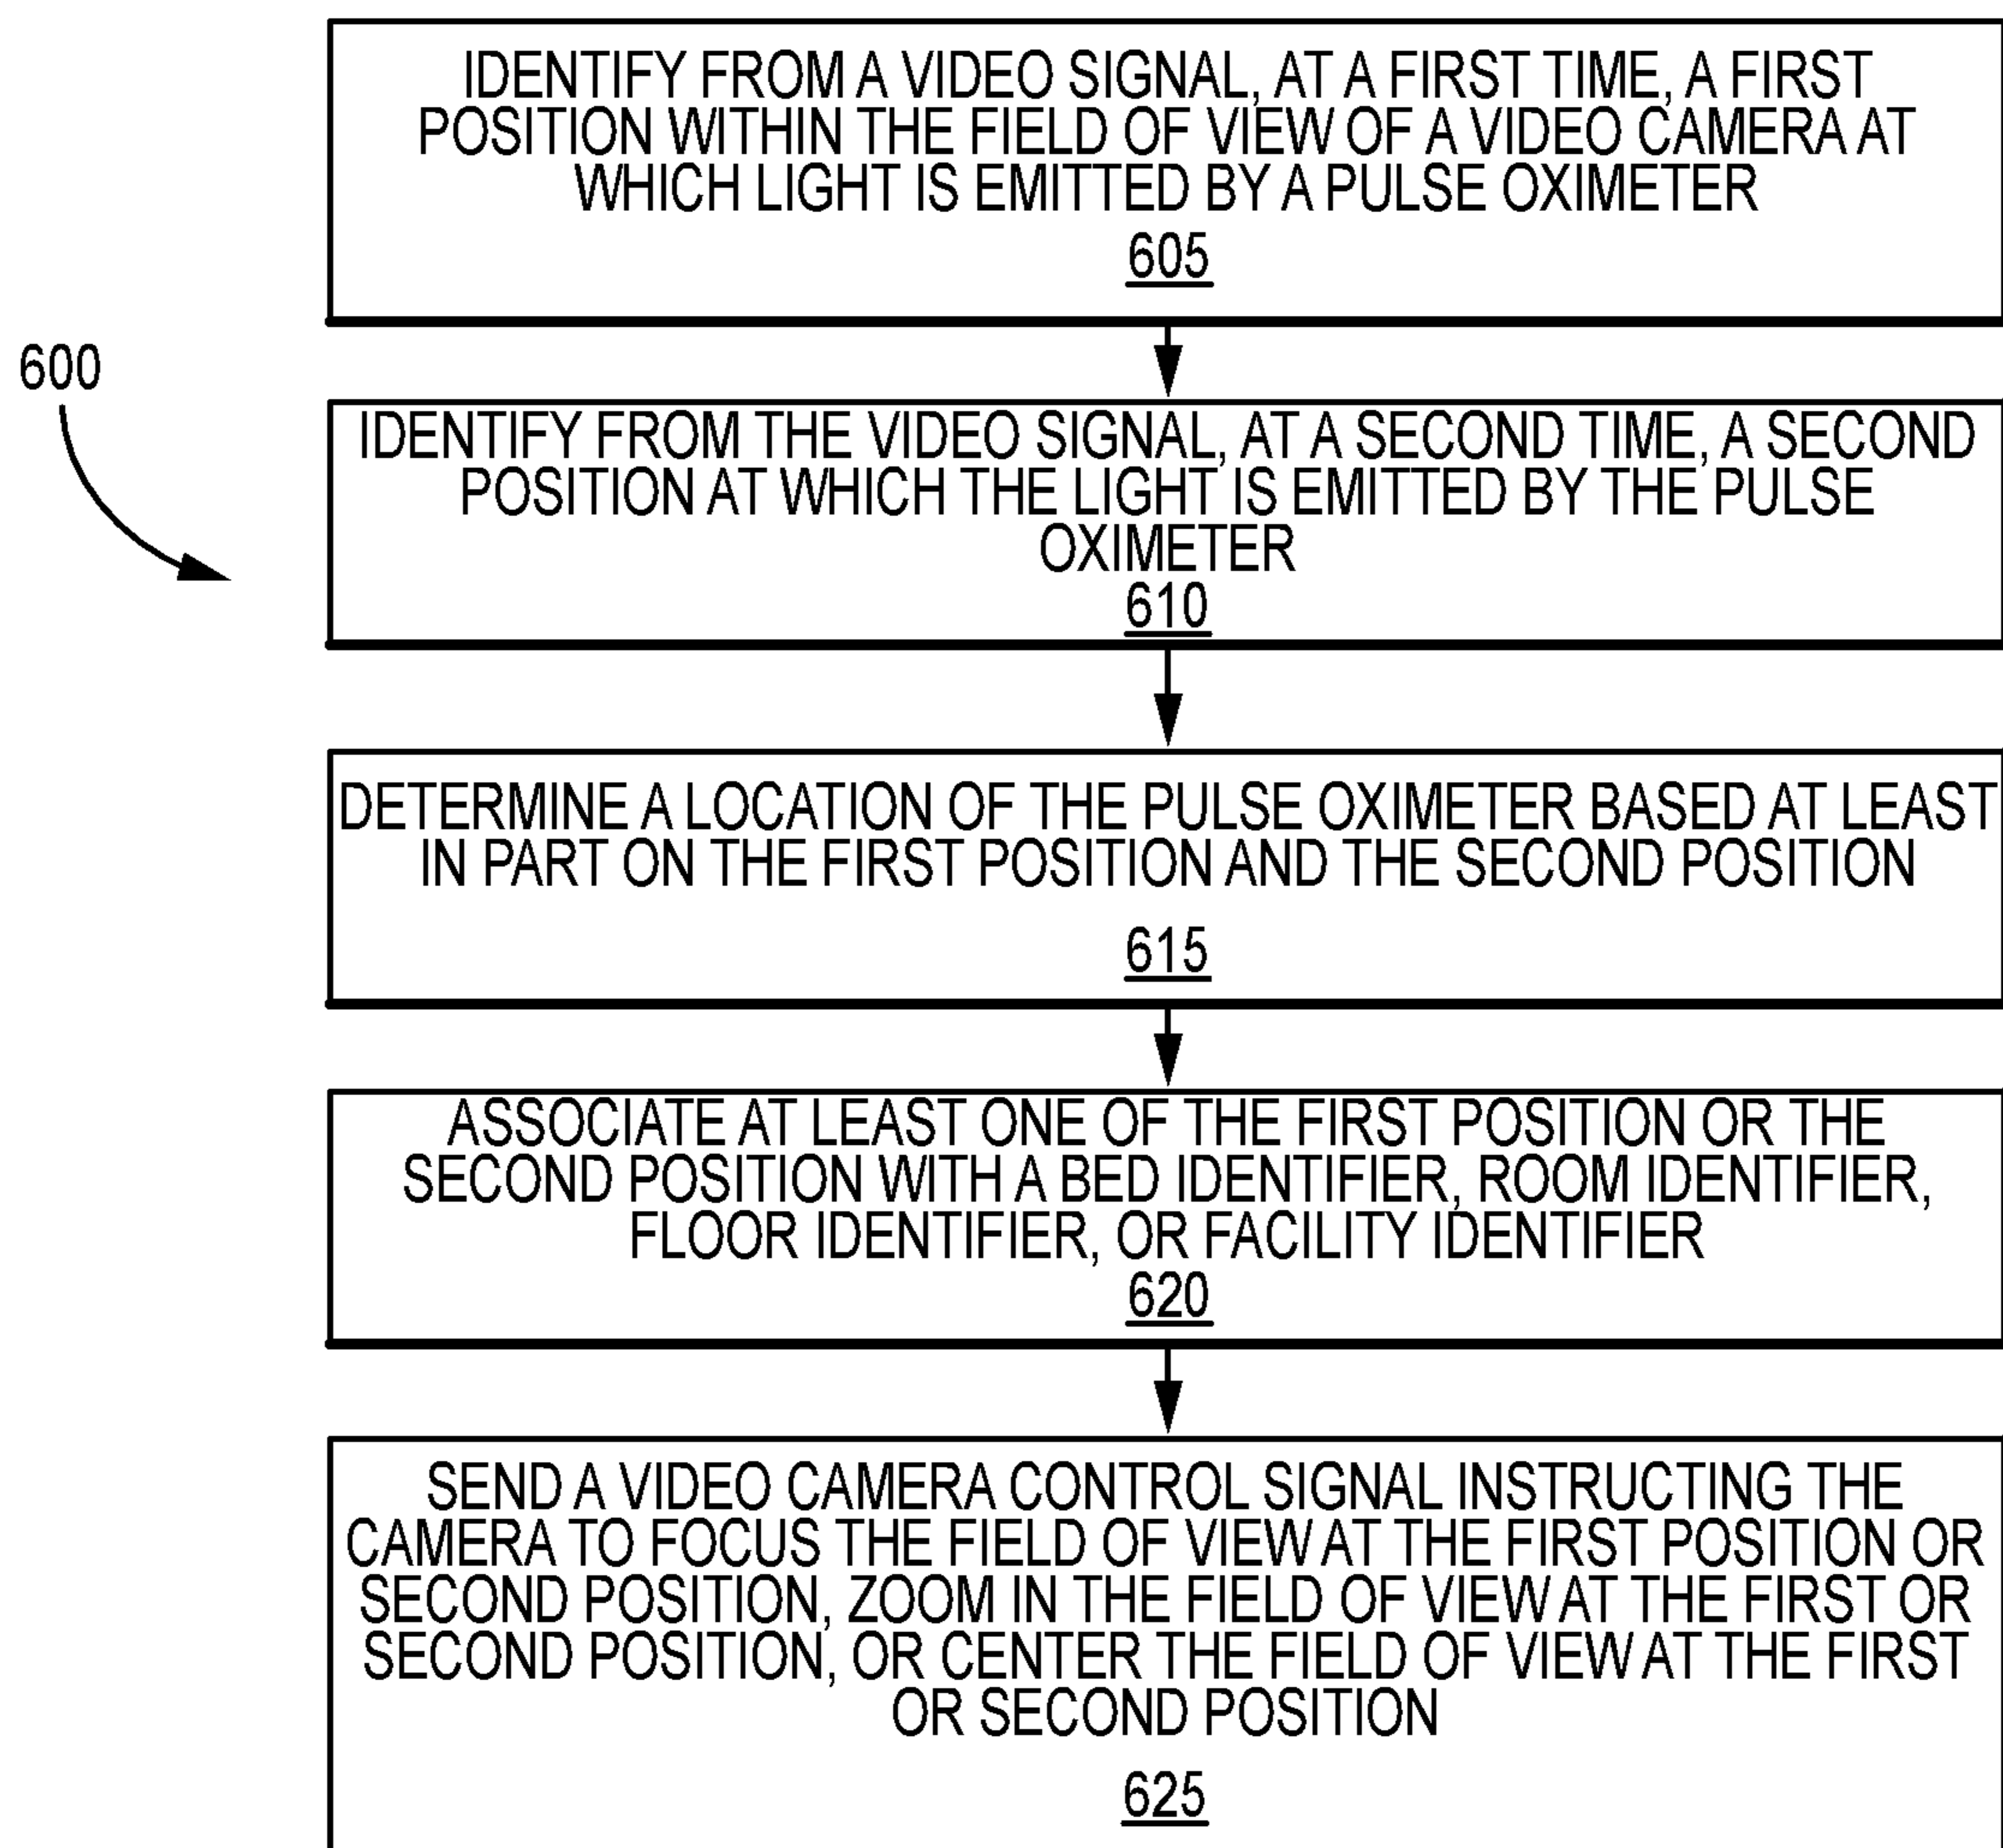 IDENTIFY FROM A VIDEO SIGNAL, AT A FIRST TIME, A FIRST
POSITION WITHIN THE FIELD OF VIEW OF A VIDEO CAMERA AT
WHICH LIGHT IS EMITTED BY A PULSE OXIMETER
605
600
IDENTIFY FROM THE VIDEO SIGNAL, AT A SECOND TIME, A SECOND
POSITION AT WHICH THE LIGHT IS EMITTED BY THE PULSE
OXIMETER
610
DETERMINE A LOCATION OF THE PULSE OXIMETER BASED AT LEAST
IN PART ON THE FIRST POSITION AND THE SECOND POSITION
615
ASSOCIATE AT LEAST ONE OF THE FIRST POSITION OR THE
SECOND POSITION WITH A BED IDENTIFIER, ROOM IDENTIFIER,
FLOOR IDENTIFIER, OR FACILITY IDENTIFIER
620
SEND A VIDEO CAMERA CONTROL SIGNAL INSTRUCTING THE
CAMERA TO FOCUS THE FIELD OF VIEW AT THE FIRST POSITION OR
SECOND POSITION, ZOOM IN THE FIELD OF VIEW AT THE FIRST OR
SECOND POSITION, OR CENTER THE FIELD OF VIEW AT THE FIRST
OR SECOND POSITION
625